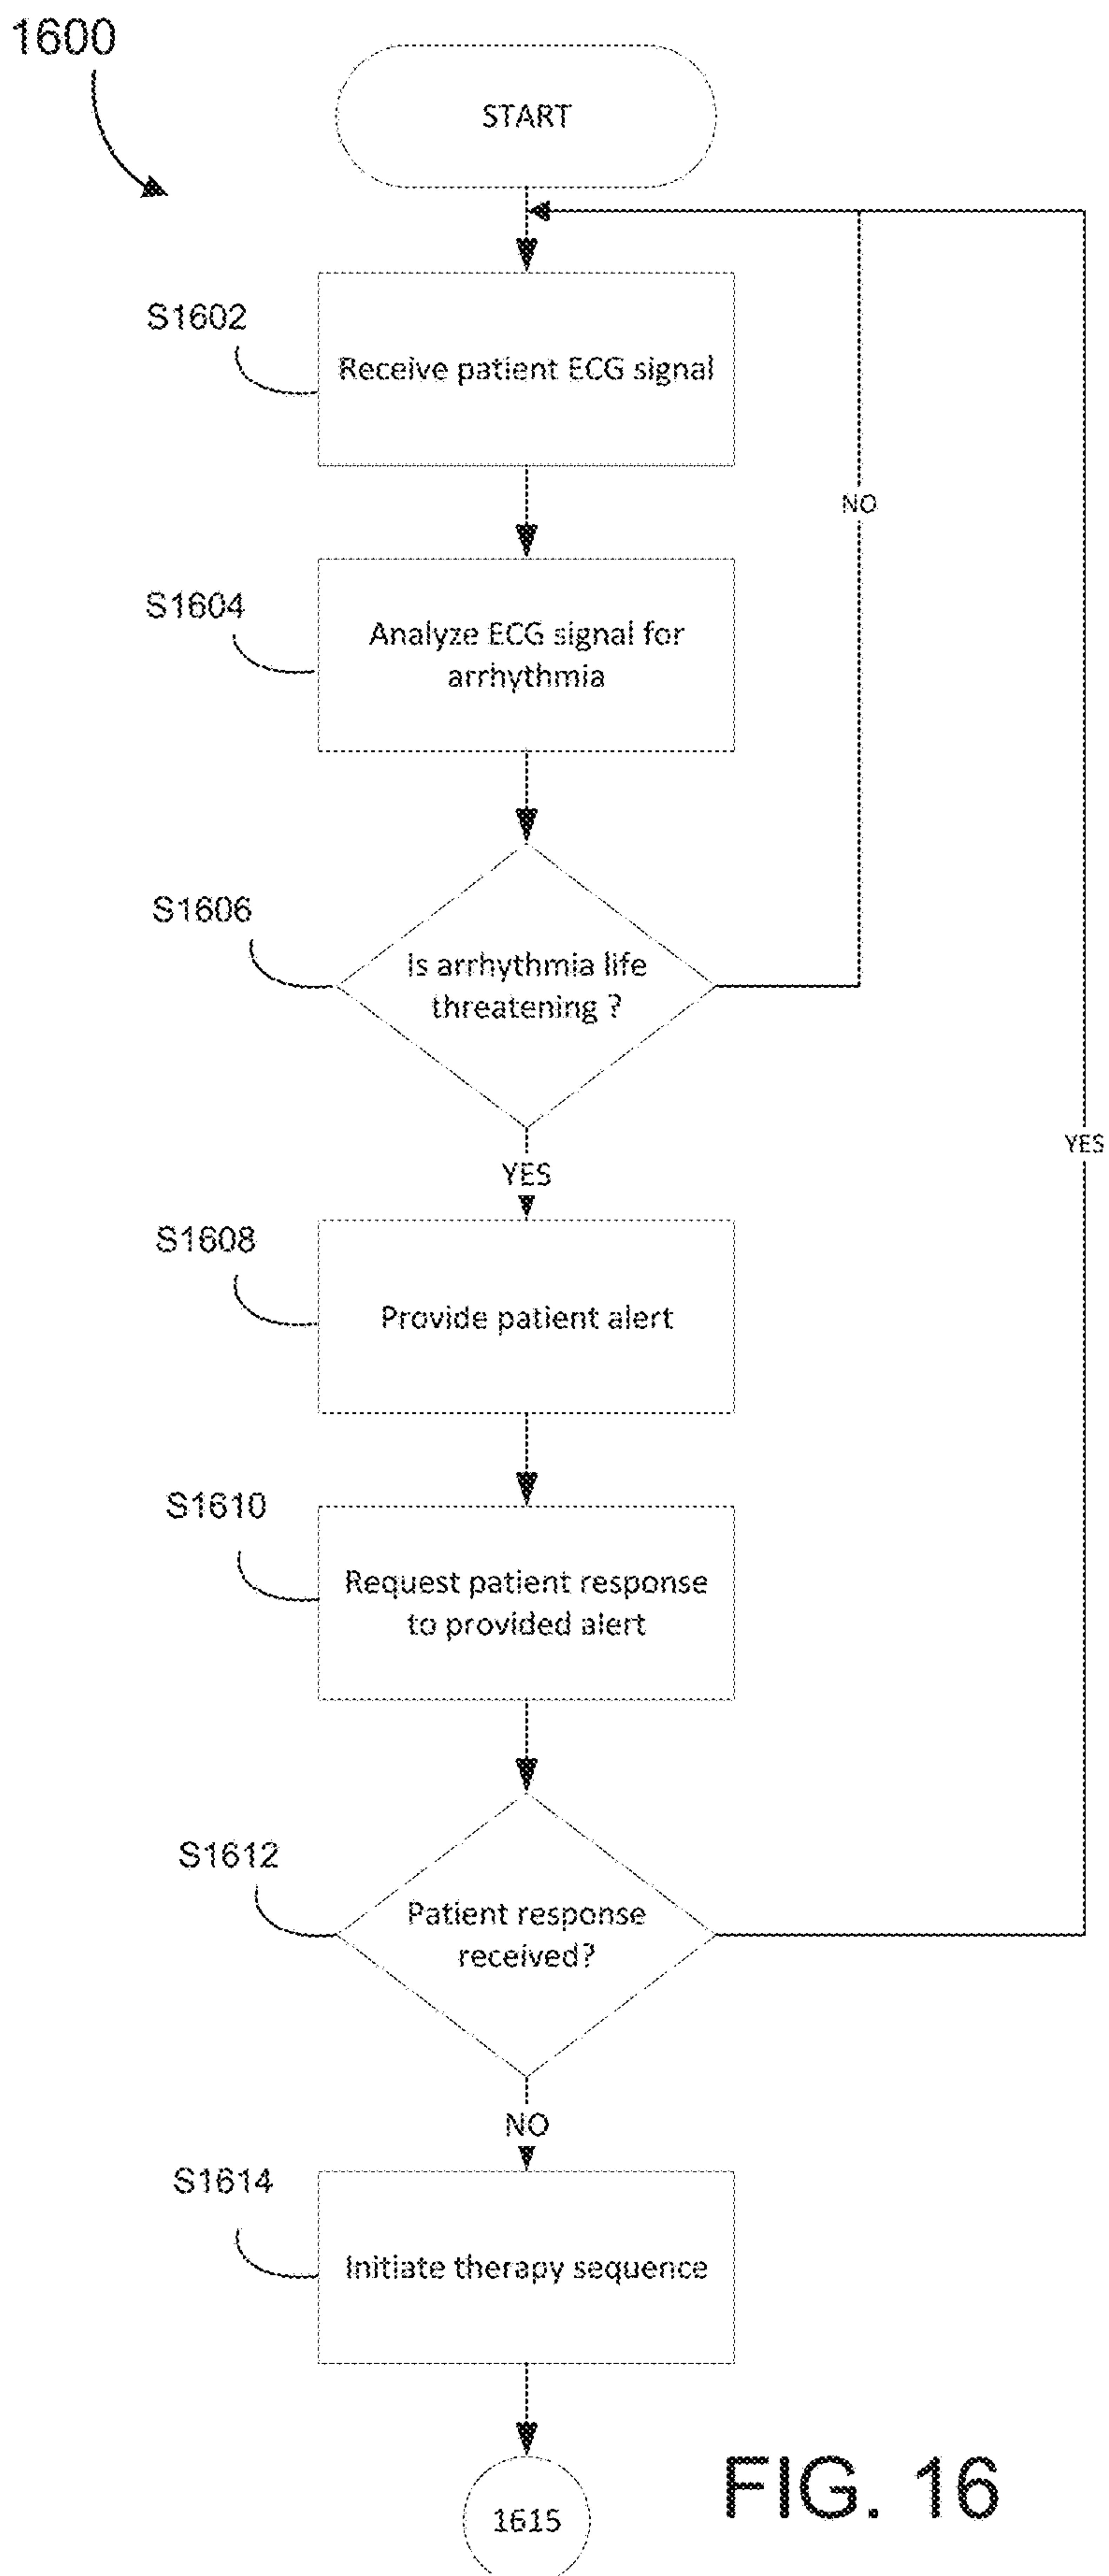 1600
START
S1602
Receive patient ECG signal
NO
S1604
Analyze ECG signal for
arrhythmia
S1606
Is arrhythmia life
threatening ?
YES
YES
S1608
Provide patient alert
S1610
Request patient response
to provided alert
S1612
Patient response
received?
NO
S1614
Initiate therapy sequence
1615
FIG. 16